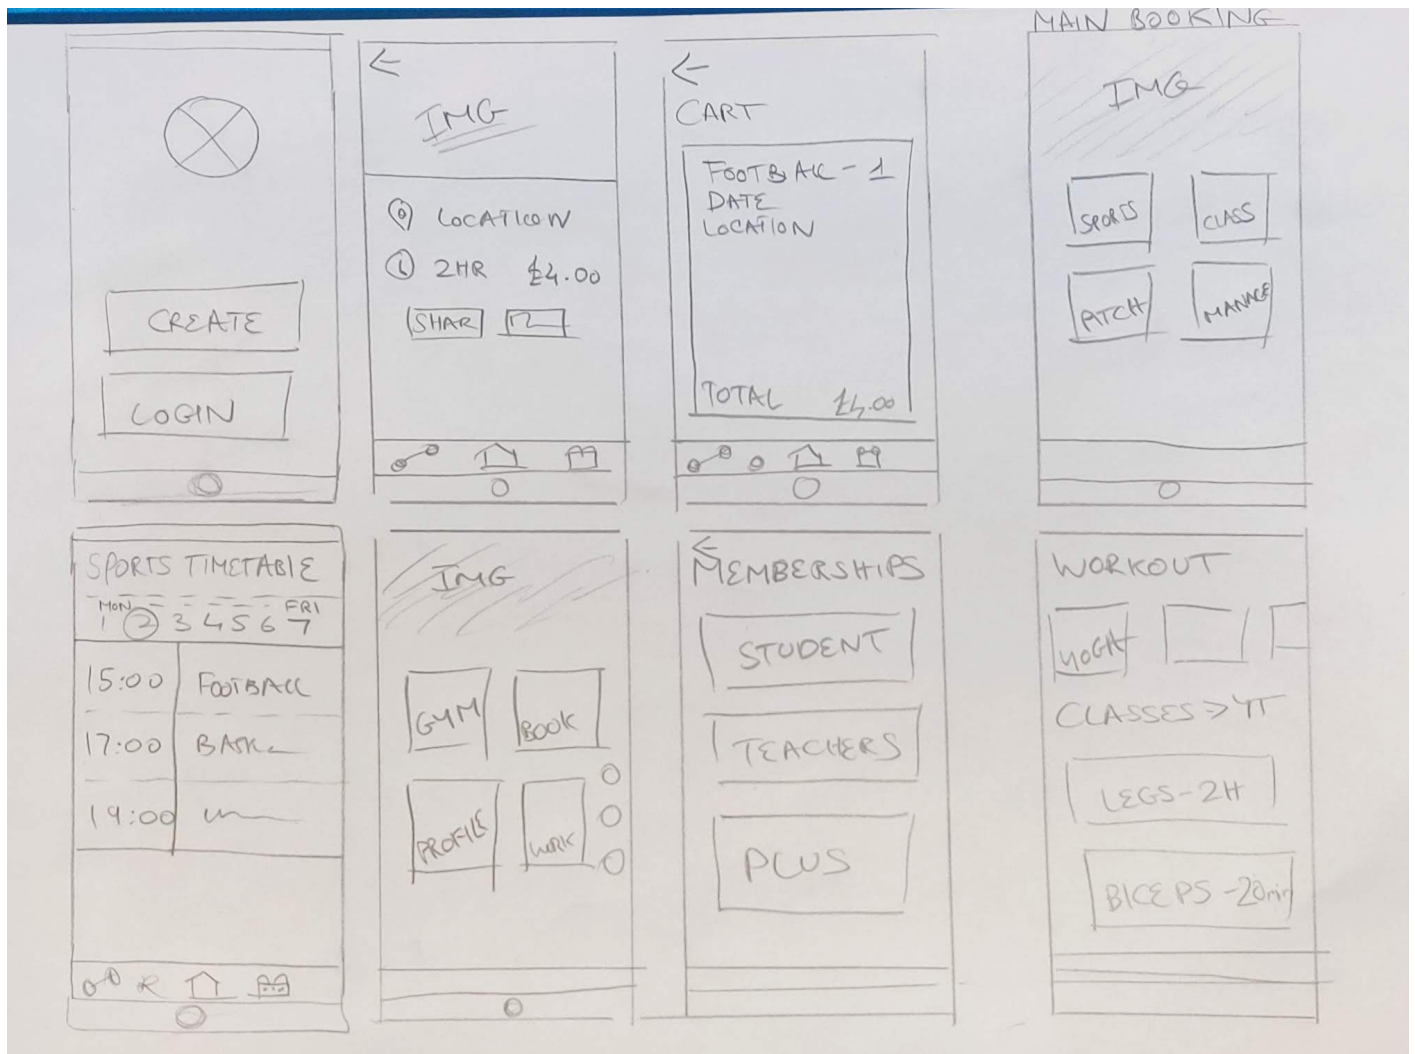 CREATE
LOGIN
IMG
LOCATION
2HR £4.00
SHAR
CART
FOOTBALL - 1
DATE
LOCATION
TOTAL £4.00
MAIN BOOKING
IMG
SPORTS CLASS
PITCH MANAGE
SPORTS TIMETABLE
MON FRI
1 2 3 4 5 6 7
15:00 FOOTBALL
17:00 BASK
19:00
IMG
GYM BOOK
PROFILE WORK
MEMBERSHIPS
STUDENT
TEACHERS
PLUS
WORKOUT
YOGA
CLASSES >
LEGS - 2H
BICEPS - 20min